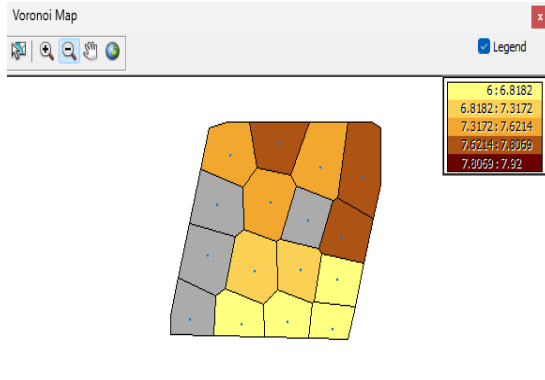 Voronoi Map
x
Legend
6 : 6.8182
6.8182 : 7.3172
7.3172 : 7.6214
7.6214 : 7.8069
7.8069 : 7.92